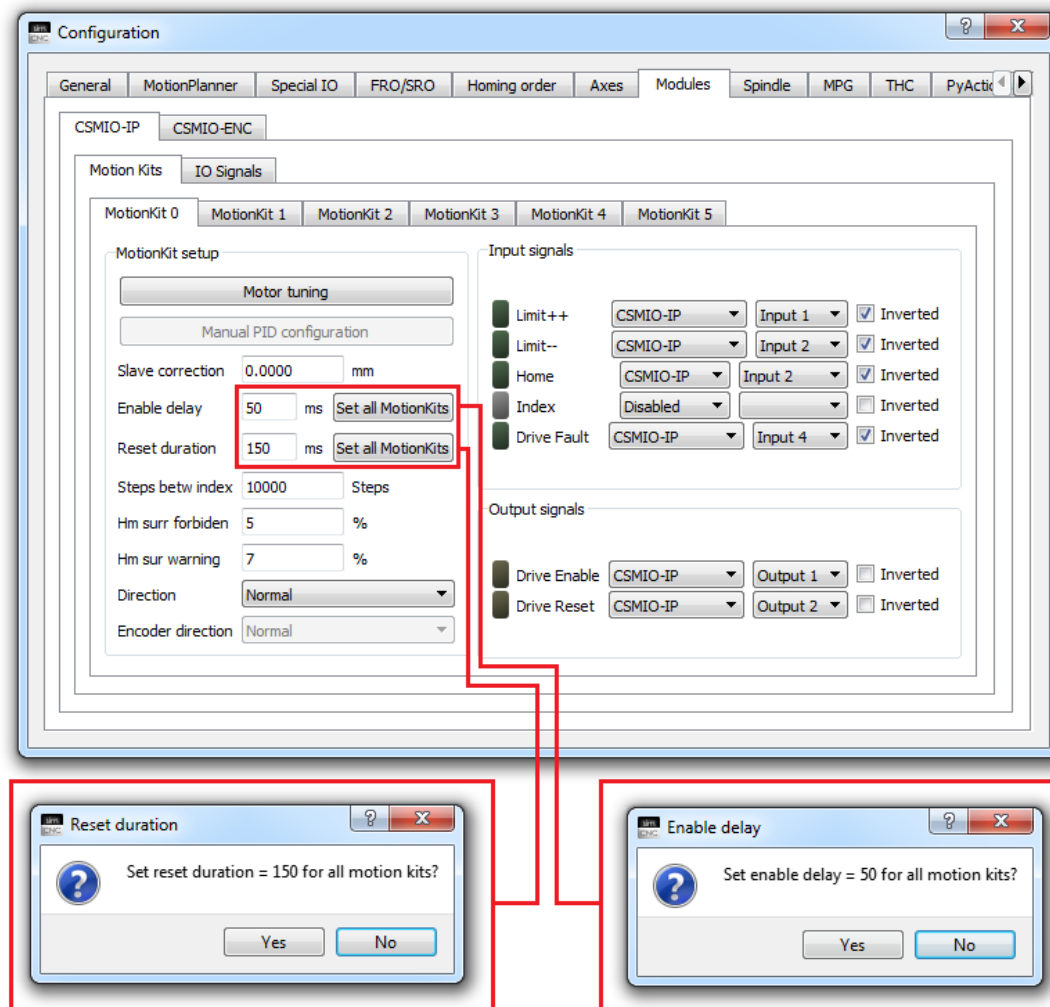 Configuration
General MotionPlanner Special IO FRO/SRO Homing order Axes Modules Spindle MPG THC PyActic
CSMIO-IP CSMIO-ENC
Motion Kits IO Signals
MotionKit 0 MotionKit 1 MotionKit 2 MotionKit 3 MotionKit 4 MotionKit 5
MotionKit setup
Motor tuning
Manual PID configuration
Slave correction 0.0000 mm
Enable delay 50 ms Set all MotionKits
Reset duration 150 ms Set all MotionKits
Steps betw index 10000 Steps
Hm surr forbiden 5 %
Hm sur warning 7 %
Direction Normal
Encoder direction Normal
Input signals
Limit++ CSMIO-IP Input 1 Inverted
Limit-- CSMIO-IP Input 2 Inverted
Home CSMIO-IP Input 2 Inverted
Index Disabled Inverted
Drive Fault CSMIO-IP Input 4 Inverted
Output signals
Drive Enable CSMIO-IP Output 1 Inverted
Drive Reset CSMIO-IP Output 2 Inverted
Reset duration
Set reset duration = 150 for all motion kits?
Yes No
Enable delay
Set enable delay = 50 for all motion kits?
Yes No